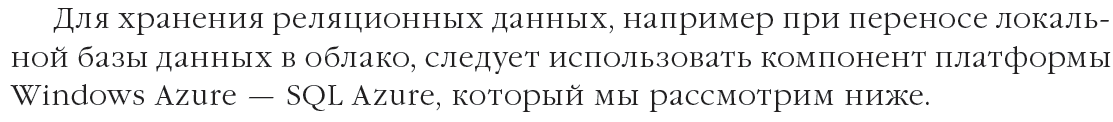 Для хранения реляционных данных, например при переносе локаль-
ной базы данных в облако, следует использовать компонент платформы
Windows Azure — SQL Azure, который мы рассмотрим ниже.